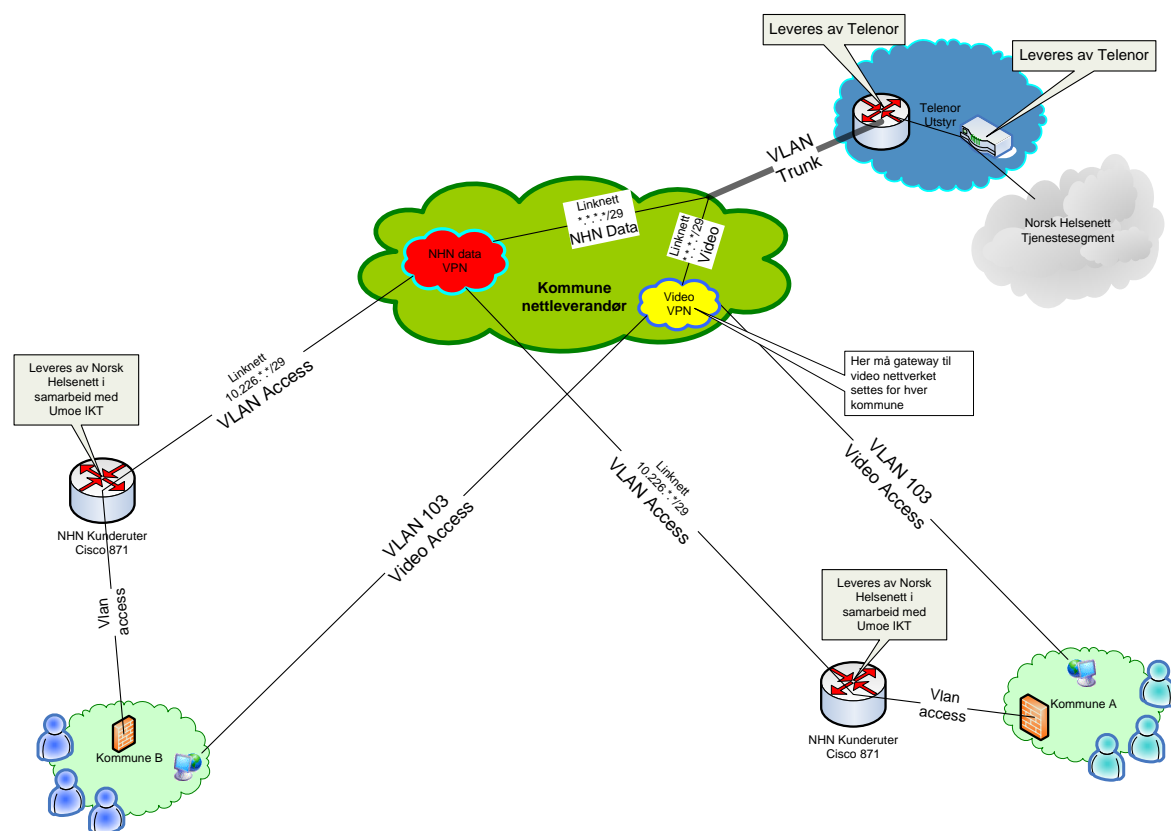 Leveres av Telenor
Leveres av Telenor
Telenor
Utstyr
VLAN
Trunk
Norsk Helsenett
Tjenestesegment
Linknett
*.*.*.*/29
NHN Data
Linknett
*.*.*.*/29
Video
NHN data
VPN
Kommune
nettleverandør
Video
VPN
Her må gateway til
video nettverket
settes for hver
kommune
Linknett
10.226.*.*/29
VLAN Access
Leveres av Norsk
Helsenett i
samarbeid med
Umoe IKT
NHN Kunderuter
Cisco 871
VLAN 103
Video Access
Linknett
10.226.*.*/29
VLAN Access
VLAN 103
Video Access
Vlan
access
Leveres av Norsk
Helsenett i
samarbeid med
Umoe IKT
NHN Kunderuter
Cisco 871
Vlan
access
Kommune A
Kommune B